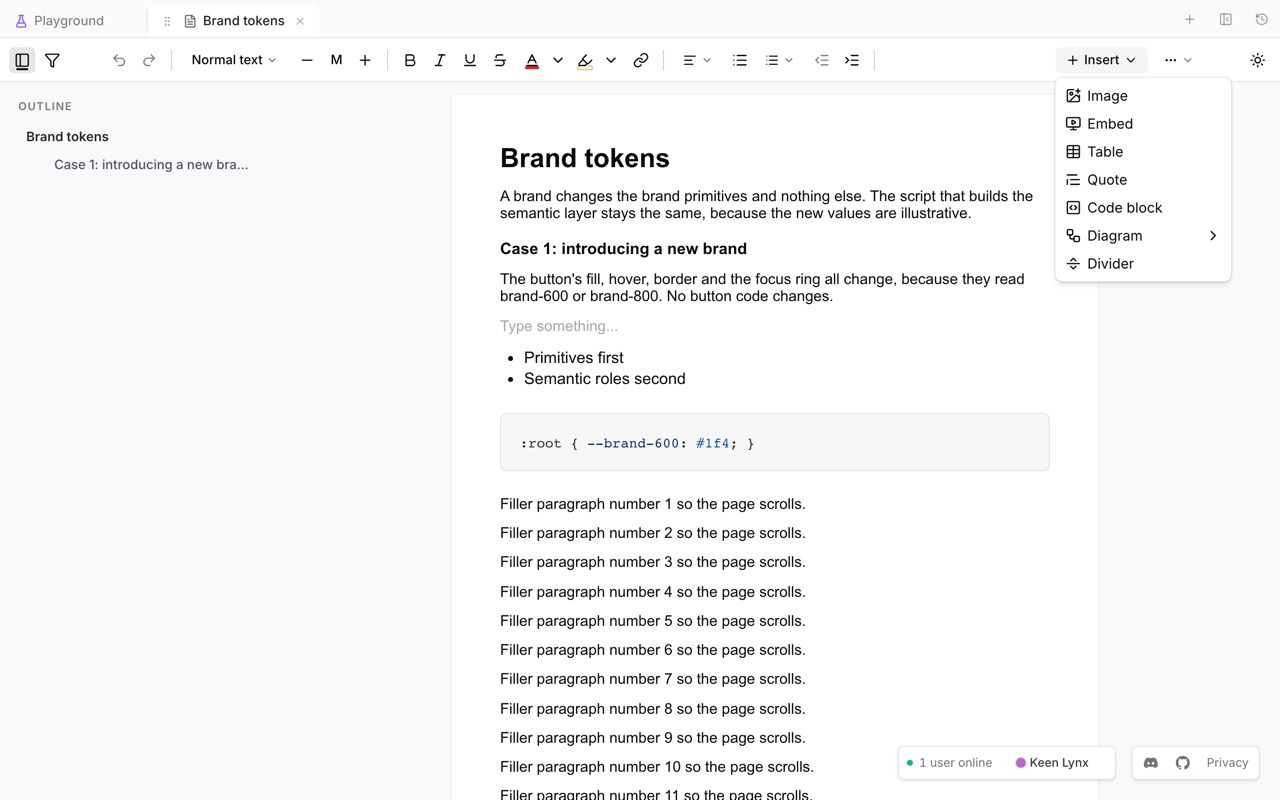 Playground
Brand tokens
Normal text
M
B I U S A
Insert
OUTLINE
Brand tokens
Case 1: introducing a new bra...
Image
Embed
Table
Quote
Code block
Diagram
Divider
Brand tokens
A brand changes the brand primitives and nothing else. The script that builds the
semantic layer stays the same, because the new values are illustrative.
Case 1: introducing a new brand
The button's fill, hover, border and the focus ring all change, because they read
brand-600 or brand-800. No button code changes.
Type something...
• Primitives first
• Semantic roles second
:root { --brand-600: #1f4; }
Filler paragraph number 1 so the page scrolls.
Filler paragraph number 2 so the page scrolls.
Filler paragraph number 3 so the page scrolls.
Filler paragraph number 4 so the page scrolls.
Filler paragraph number 5 so the page scrolls.
Filler paragraph number 6 so the page scrolls.
Filler paragraph number 7 so the page scrolls.
Filler paragraph number 8 so the page scrolls.
Filler paragraph number 9 so the page scrolls.
Filler paragraph number 10 so the page scrolls.
Filler paragraph number 11 so the page scrolls.
1 user online
Keen Lynx
Privacy